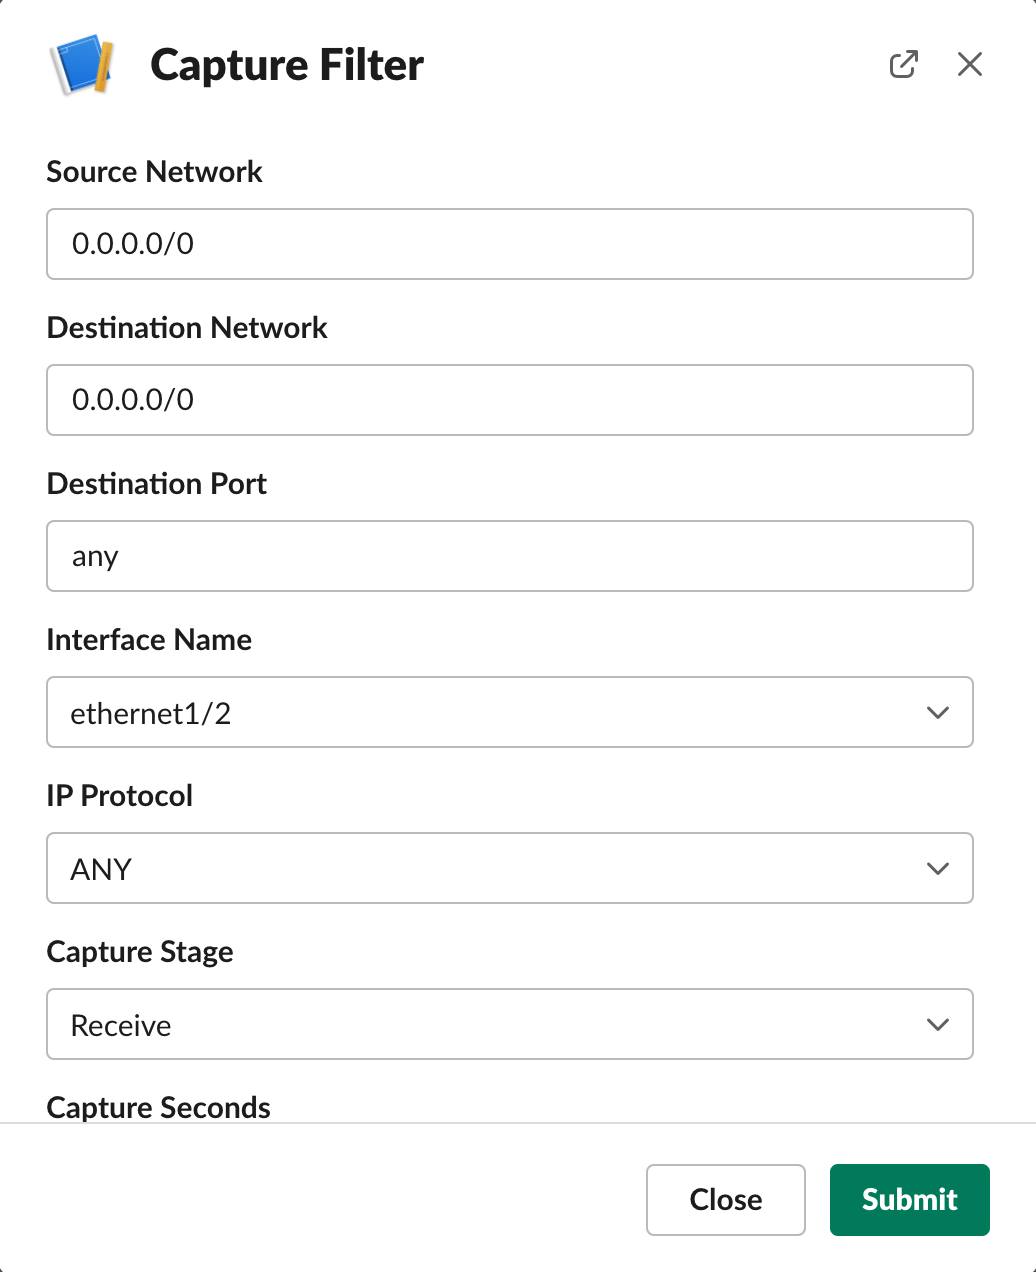 Capture Filter
Source Network
0.0.0.0/0
Destination Network
0.0.0.0/0
Destination Port
any
Interface Name
ethernet1/2
IP Protocol
ANY
Capture Stage
Receive
Capture Seconds
Close Submit